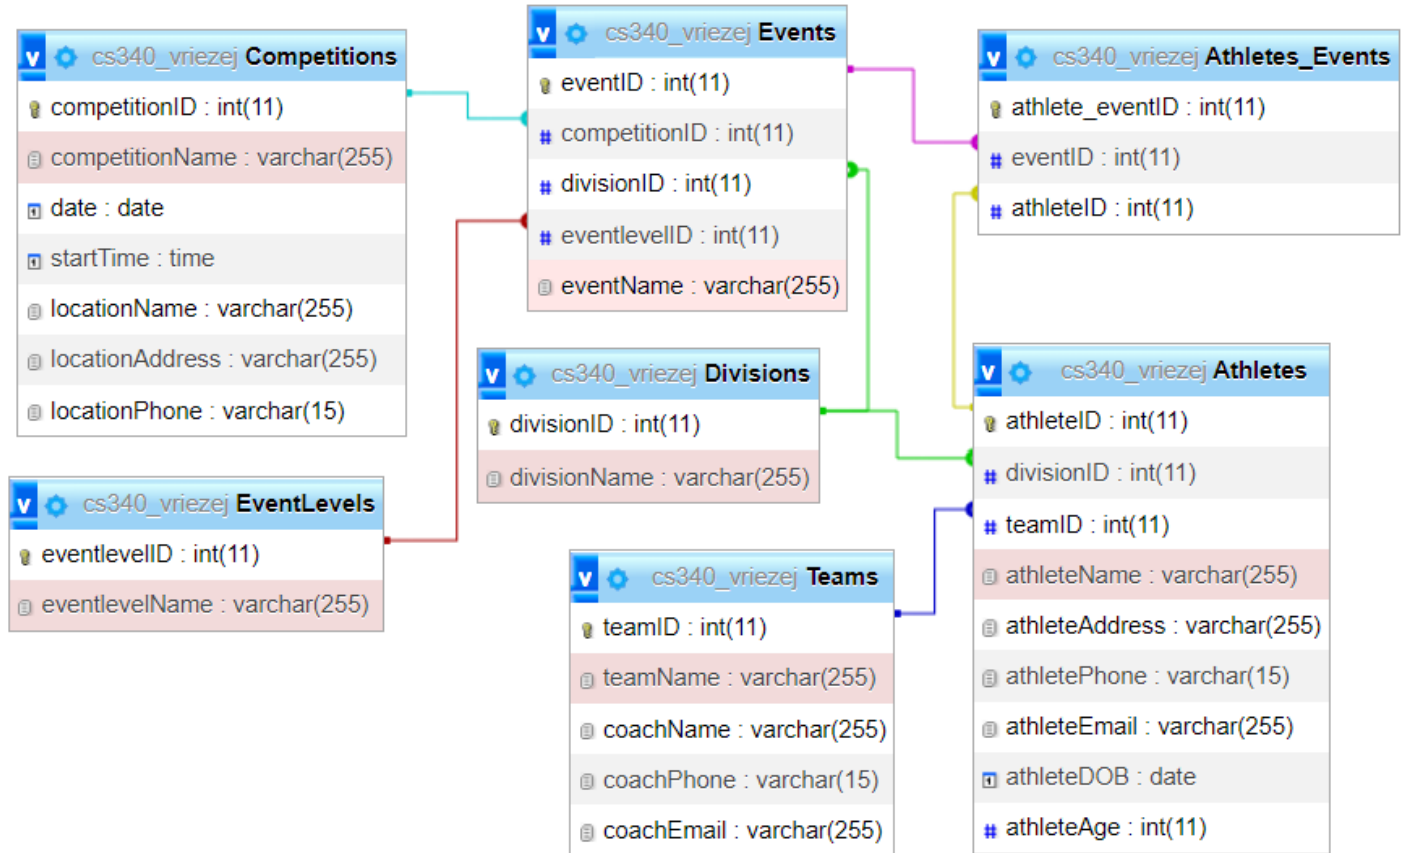 cs340_vriezej Competitions
competitionID : int(11)
competitionName : varchar(255)
date : date
startTime : time
locationName : varchar(255)
locationAddress : varchar(255)
locationPhone : varchar(15)
cs340_vriezej Events
eventID : int(11)
competitionID : int(11)
divisionID : int(11)
eventlevelID : int(11)
eventName : varchar(255)
cs340_vriezej Athletes_Events
athlete_eventID : int(11)
eventID : int(11)
athleteID : int(11)
cs340_vriezej Divisions
divisionID : int(11)
divisionName : varchar(255)
cs340_vriezej EventLevels
eventlevelID : int(11)
eventlevelName : varchar(255)
cs340_vriezej Teams
teamID : int(11)
teamName : varchar(255)
coachName : varchar(255)
coachPhone : varchar(15)
coachEmail : varchar(255)
cs340_vriezej Athletes
athleteID : int(11)
divisionID : int(11)
teamID : int(11)
athleteName : varchar(255)
athleteAddress : varchar(255)
athletePhone : varchar(15)
athleteEmail : varchar(255)
athleteDOB : date
athleteAge : int(11)